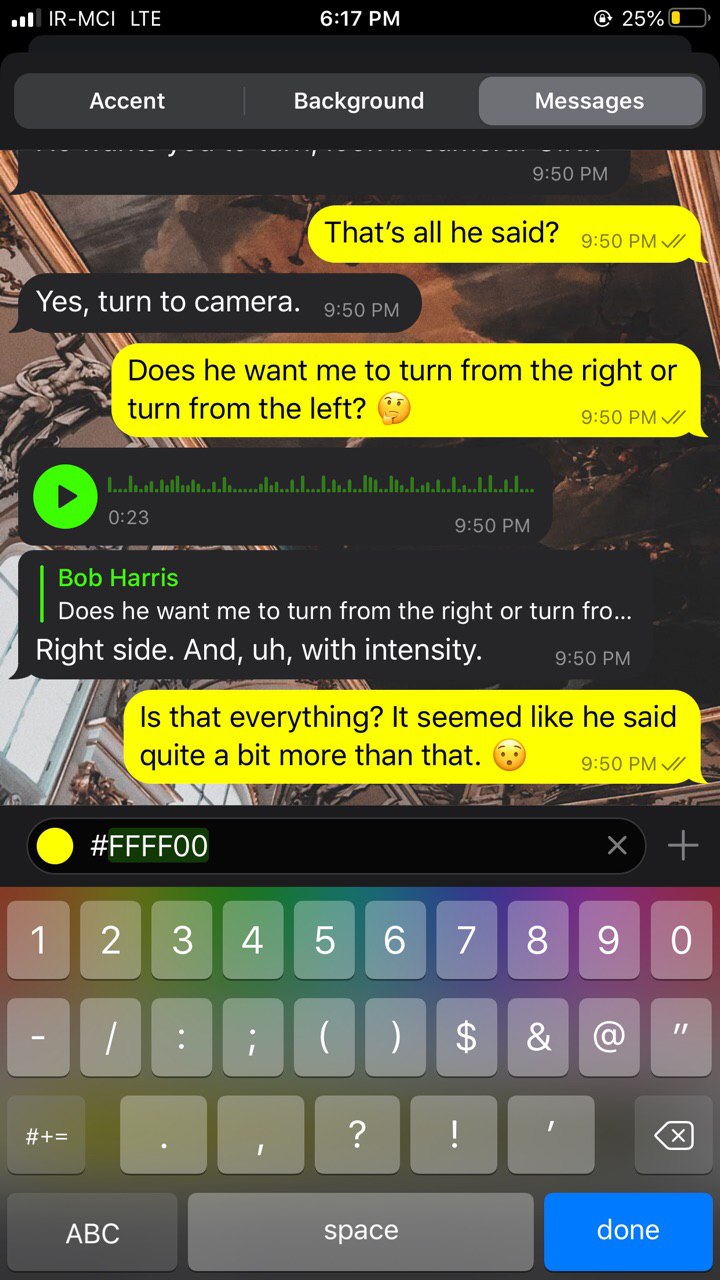 IR-MCI LTE 6:17 PM 25%
Accent Background Messages
9:50 PM
That’s all he said? 9:50 PM
Yes, turn to camera. 9:50 PM
Does he want me to turn from the right or
turn from the left? 🤔 9:50 PM
0:23 9:50 PM
Bob Harris
Does he want me to turn from the right or turn fro...
Right side. And, uh, with intensity. 9:50 PM
Is that everything? It seemed like he said
quite a bit more than that. 😯 9:50 PM
#FFFF00
1 2 3 4 5 6 7 8 9 0
- / : ; ( ) $ & @ "
#+= . , ? ! ’
ABC space done